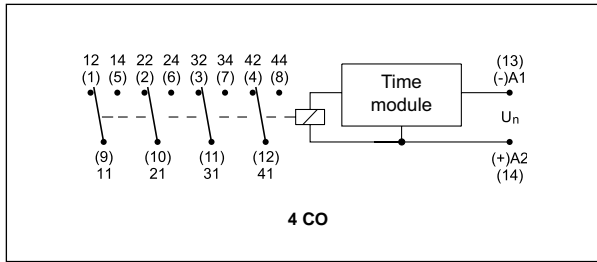 12 14 22 24 32 34 42 44
(1) (5) (2) (6) (3) (7) (4) (8)
(13)
(-)A1
Time
module
Un
(+)A2
(14)
(9) (10) (11) (12)
11 21 31 41
4 CO